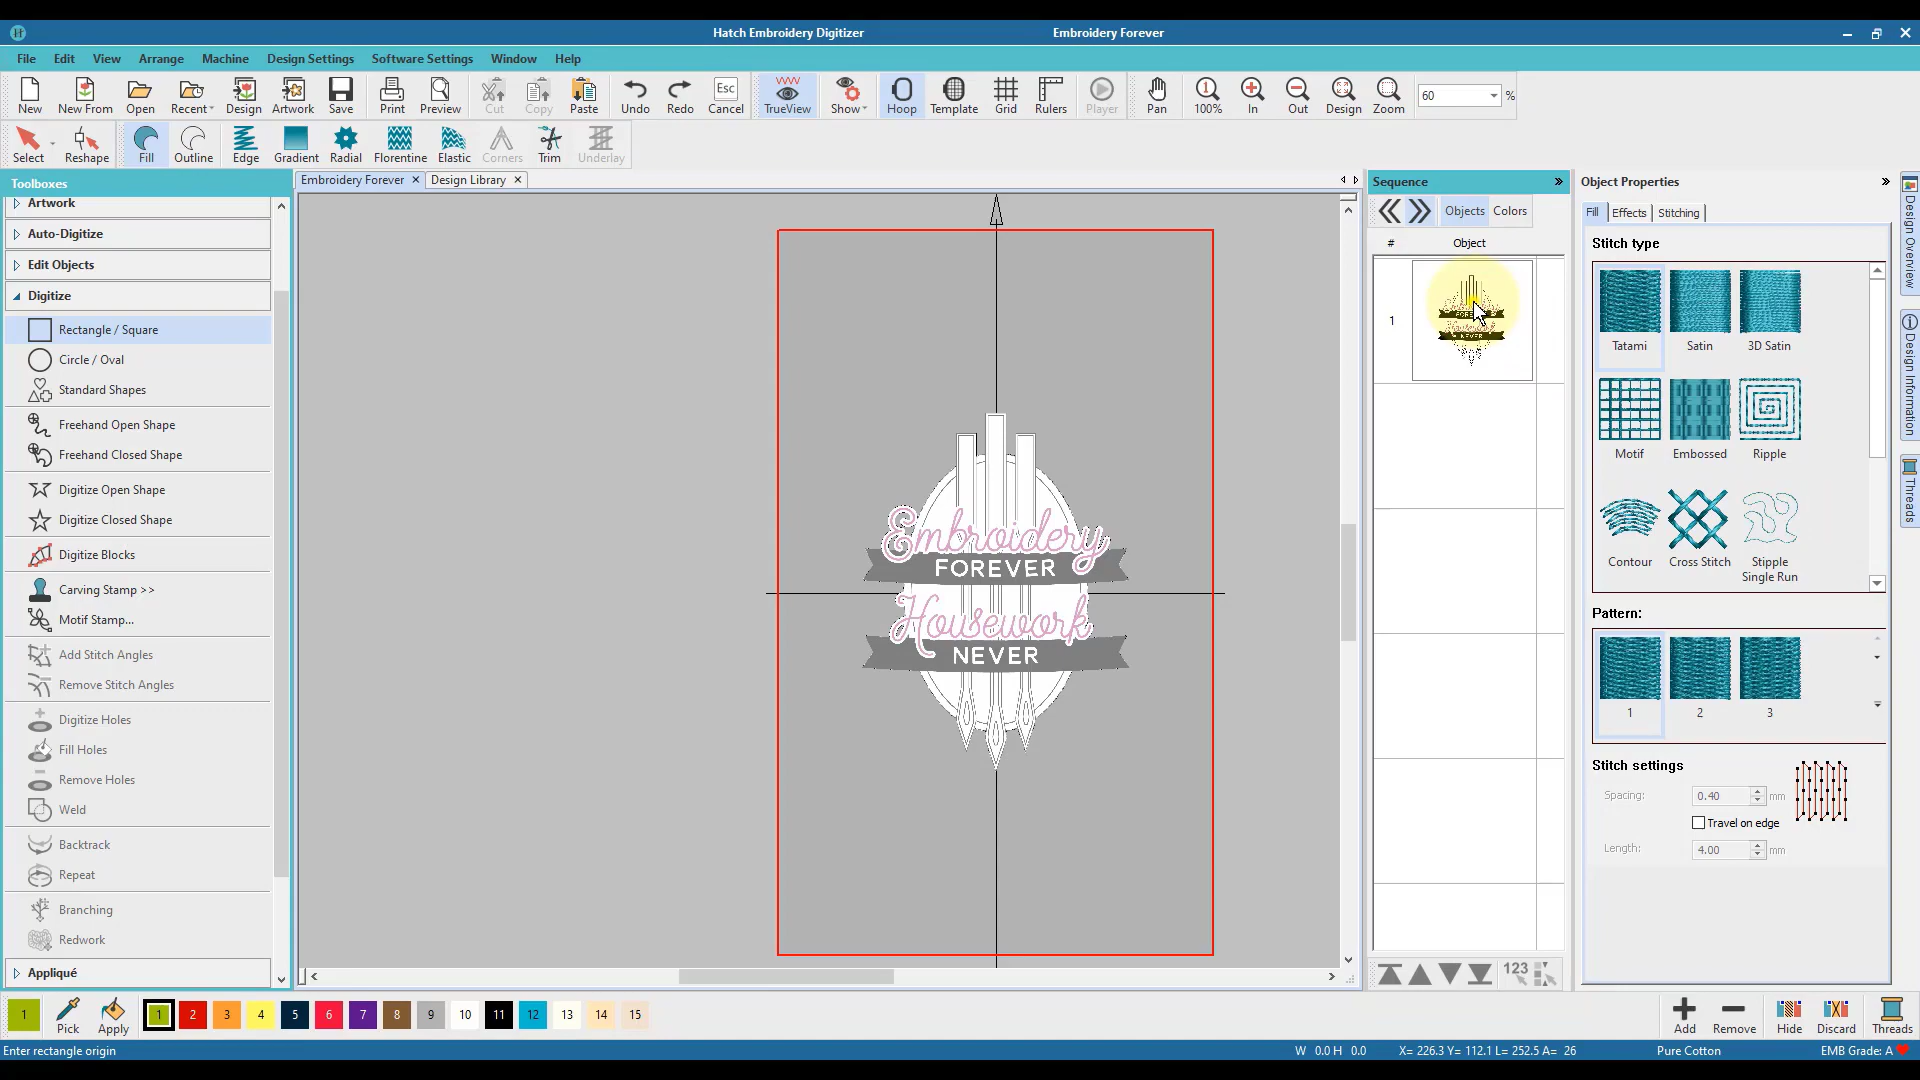 Hatch Embroidery Digitizer Embroidery Forever
File Edit View Arrange Machine Design Settings Software Settings Window Help
New New From Open Recent Design Artwork Save Print Preview Cut Copy Paste Undo Redo Esc Cancel TrueView Show Hoop Template Grid Rulers Player Pan 1 100% In Out Design Zoom 60 %
Select Reshape Fill Outline Edge Gradient Radial Florentine Elastic Corners Trim Underlay
Toolboxes
Artwork
Auto-Digitize
Edit Objects
Digitize
Rectangle / Square
Circle / Oval
Standard Shapes
Freehand Open Shape
Freehand Closed Shape
Digitize Open Shape
Digitize Closed Shape
Digitize Blocks
Carving Stamp >>
Motif Stamp...
Add Stitch Angles
Remove Stitch Angles
Digitize Holes
Fill Holes
Remove Holes
Weld
Backtrack
Repeat
Branching
Redwork
Appliqué
Embroidery Forever Design Library
Embroidery
FOREVER
Housework
NEVER
Sequence
Objects Colors
# Object
1
123
Object Properties
Fill Effects Stitching
Stitch type
Tatami Satin 3D Satin
Motif Embossed Ripple
Contour Cross Stitch Stipple Single Run
Pattern:
1 2 3
Stitch settings
Spacing: 0.40 mm
Travel on edge
Length: 4.00 mm
Design Overview
Design Information
Threads
1 Pick Apply 1 2 3 4 5 6 7 8 9 10 11 12 13 14 15 Add Remove Hide Discard Threads
Enter rectangle origin W 0.0 H 0.0 X= 226.3 Y= 112.1 L= 252.5 A= 26 Pure Cotton EMB Grade: A